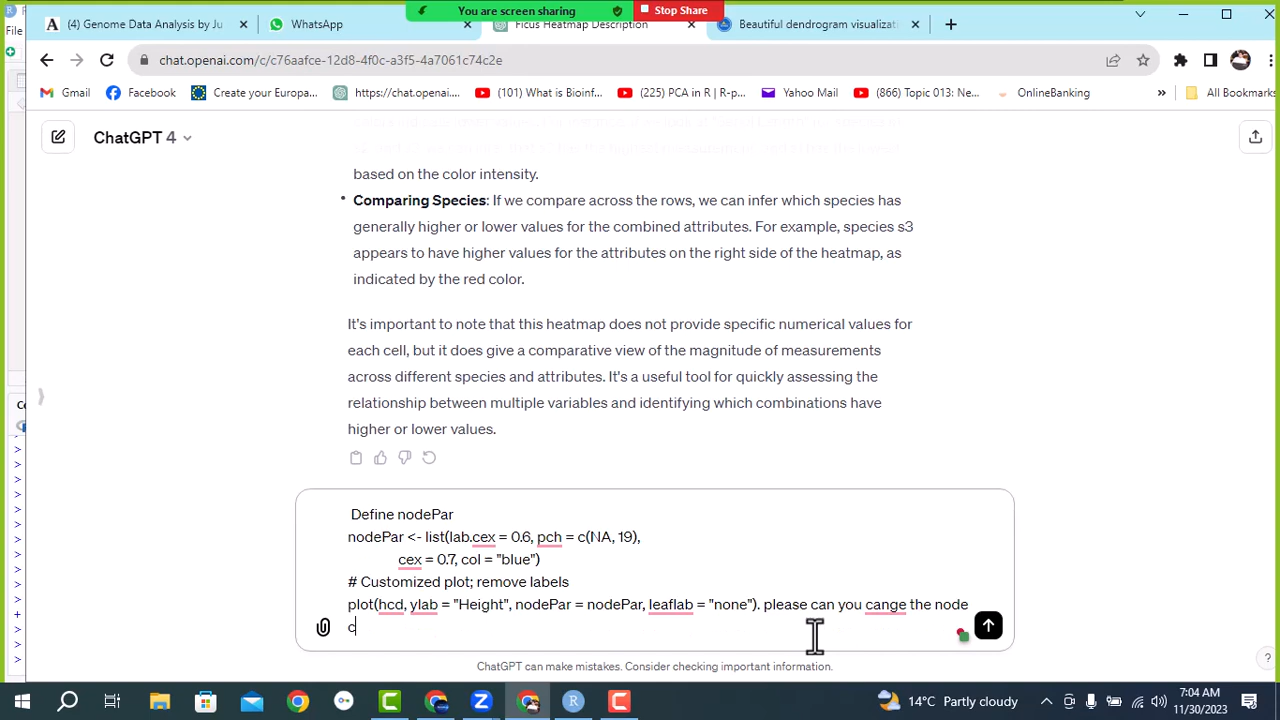 You are screen sharing
Stop Share
(4) Genome Data Analysis by Ju
WhatsApp
Ficus Heatmap Description
Beautiful dendrogram visualizati
chat.openai.com/c/c76aafce-12d8-4f0c-a3f5-4a7061c74c2e
Gmail
Facebook
Create your Europa...
https://chat.openai....
(101) What is Bioinf...
(225) PCA in R | R-p...
Yahoo Mail
(866) Topic 013: Ne...
OnlineBanking
»
All Bookmarks
File
ChatGPT 4
based on the color intensity.
• Comparing Species: If we compare across the rows, we can infer which species has
generally higher or lower values for the combined attributes. For example, species s3
appears to have higher values for the attributes on the right side of the heatmap, as
indicated by the red color.
It's important to note that this heatmap does not provide specific numerical values for
each cell, but it does give a comparative view of the magnitude of measurements
across different species and attributes. It's a useful tool for quickly assessing the
relationship between multiple variables and identifying which combinations have
higher or lower values.
Define nodePar
nodePar <- list(lab.cex = 0.6, pch = c(NA, 19),
cex = 0.7, col = "blue")
# Customized plot; remove labels
plot(hcd, ylab = "Height", nodePar = nodePar, leaflab = "none"). please can you cange the node
c
ChatGPT can make mistakes. Consider checking important information.
?
14°C Partly cloudy
7:04 AM
11/30/2023